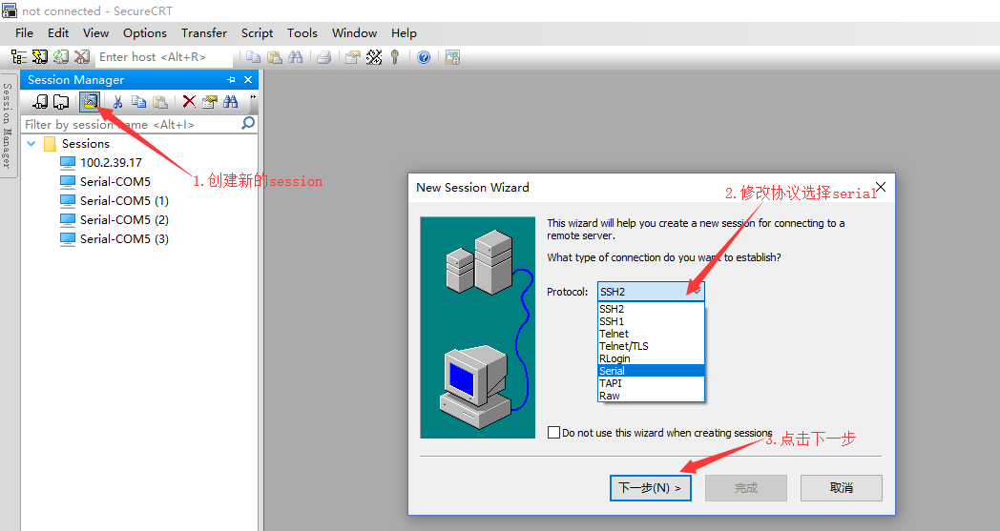 not connected - SecureCRT
File Edit View Options Transfer Script Tools Window Help
Enter host <Alt+R>
Session Manager
Session Manager
Filter by session name <Alt+I>
Sessions
100.2.39.17
Serial-COM5
Serial-COM5 (1)
Serial-COM5 (2)
Serial-COM5 (3)
1.创建新的session
New Session Wizard
2.修改协议选择serial
This wizard will help you create a new session for connecting to a
remote server.
What type of connection do you want to establish?
Protocol: SSH2
SSH2
SSH1
Telnet
Telnet/TLS
RLogin
Serial
TAPI
Raw
Do not use this wizard when creating sessions
3.点击下一步
下一步(N) > 完成 取消